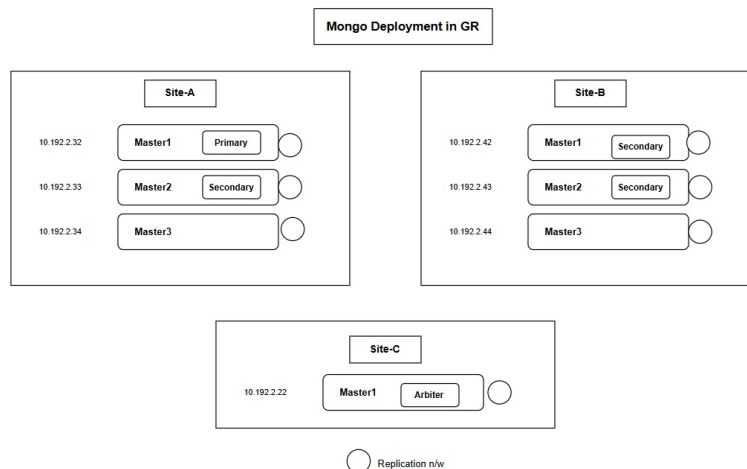 Mongo Deployment in GR
Site-A
10.192.2.32 Master1 Primary
10.192.2.33 Master2 Secondary
10.192.2.34 Master3
Site-B
10.192.2.42 Master1 Secondary
10.192.2.43 Master2 Secondary
10.192.2.44 Master3
Site-C
10.192.2.22 Master1 Arbiter
Replication n/w